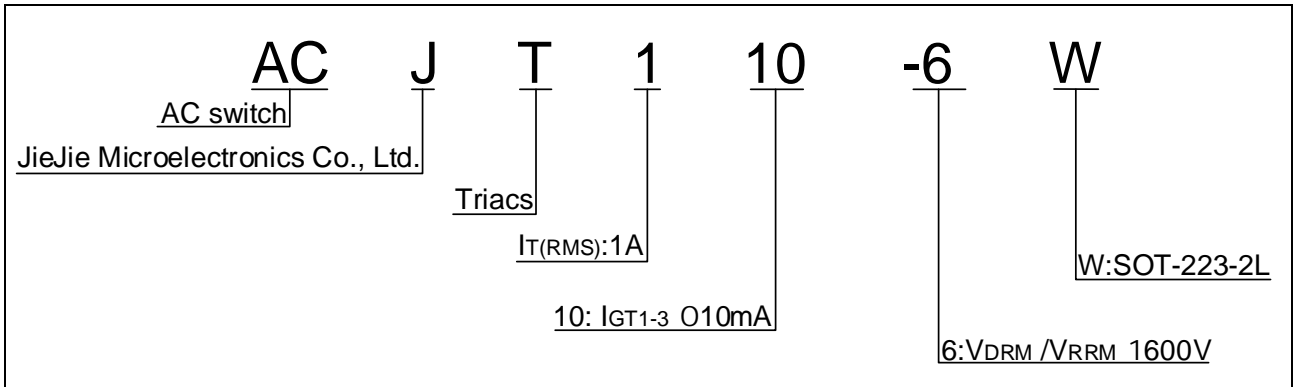 AC J T 1 10 -6 W
AC switch
JieJie Microelectronics Co., Ltd.
Triacs
IT(RMS):1A
W:SOT-223-2L
10: IGT1-3 O10mA
6:VDRM /VRRM 1600V